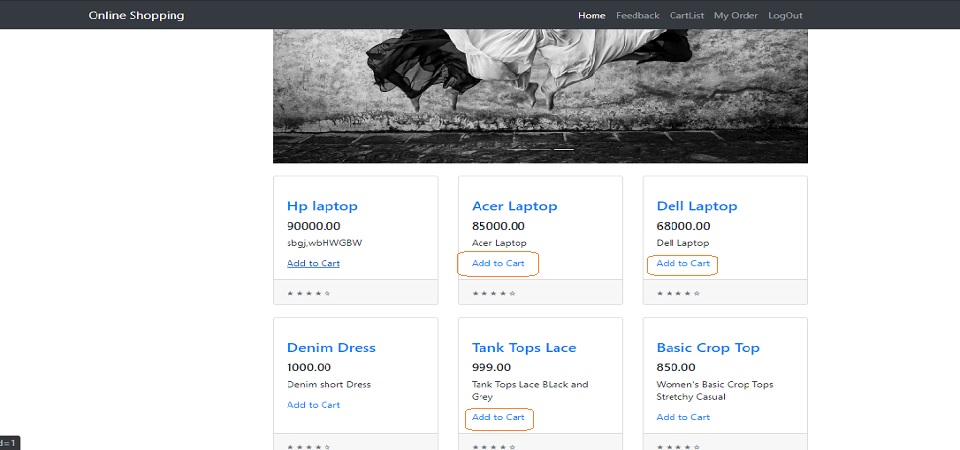 Online Shopping
Home Feedback CartList My Order LogOut
Hp laptop
90000.00
sbgj,wbHWGBW
Add to Cart
★ ★ ★ ★ ☆
Acer Laptop
85000.00
Acer Laptop
Add to Cart
★ ★ ★ ★ ☆
Dell Laptop
68000.00
Dell Laptop
Add to Cart
★ ★ ★ ★ ☆
Denim Dress
1000.00
Denim short Dress
Add to Cart
★ ★ ★ ★ ☆
Tank Tops Lace
999.00
Tank Tops Lace BLack and
Grey
Add to Cart
★ ★ ★ ★ ☆
Basic Crop Top
850.00
Women's Basic Crop Tops
Stretchy Casual
Add to Cart
★ ★ ★ ★ ☆
d=1